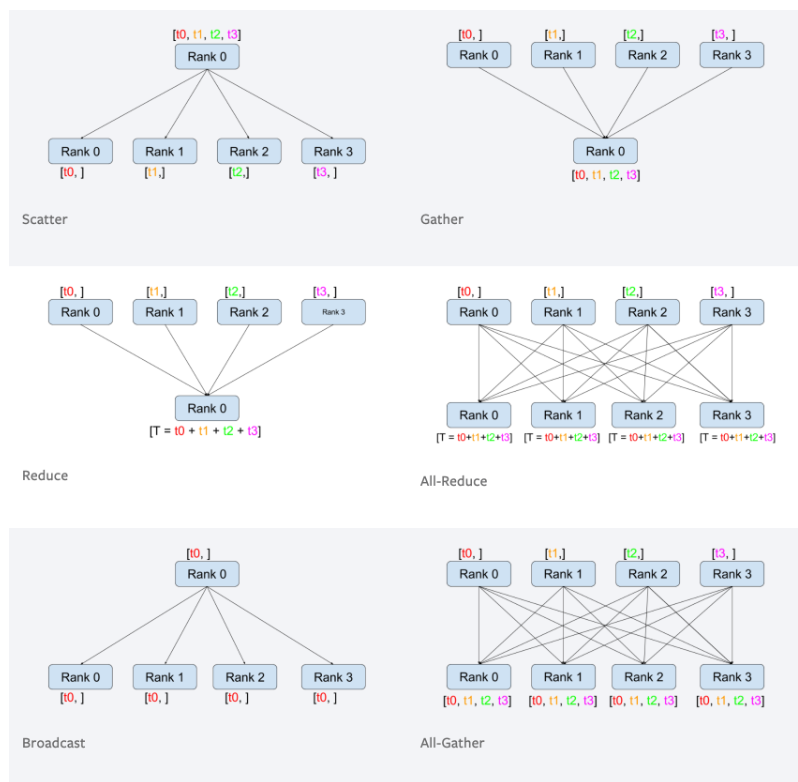 [t0, t1, t2, t3]
Rank 0
Rank 0 Rank 1 Rank 2 Rank 3
[t0, ] [t1,] [t2,] [t3, ]
Scatter
[t0, ] [t1,] [t2,] [t3, ]
Rank 0 Rank 1 Rank 2 Rank 3
Rank 0
[t0, t1, t2, t3]
Gather
[t0, ] [t1,] [t2,] [t3, ]
Rank 0 Rank 1 Rank 2 Rank 3
Rank 0
[T = t0 + t1 + t2 + t3]
Reduce
[t0, ] [t1,] [t2,] [t3, ]
Rank 0 Rank 1 Rank 2 Rank 3
Rank 0 Rank 1 Rank 2 Rank 3
[T = t0+t1+t2+t3] [T = t0+t1+t2+t3] [T = t0+t1+t2+t3] [T = t0+t1+t2+t3]
All-Reduce
[t0, ]
Rank 0
Rank 0 Rank 1 Rank 2 Rank 3
[t0, ] [t0, ] [t0, ] [t0, ]
Broadcast
[t0, ] [t1,] [t2,] [t3, ]
Rank 0 Rank 1 Rank 2 Rank 3
Rank 0 Rank 1 Rank 2 Rank 3
[t0, t1, t2, t3] [t0, t1, t2, t3] [t0, t1, t2, t3] [t0, t1, t2, t3]
All-Gather